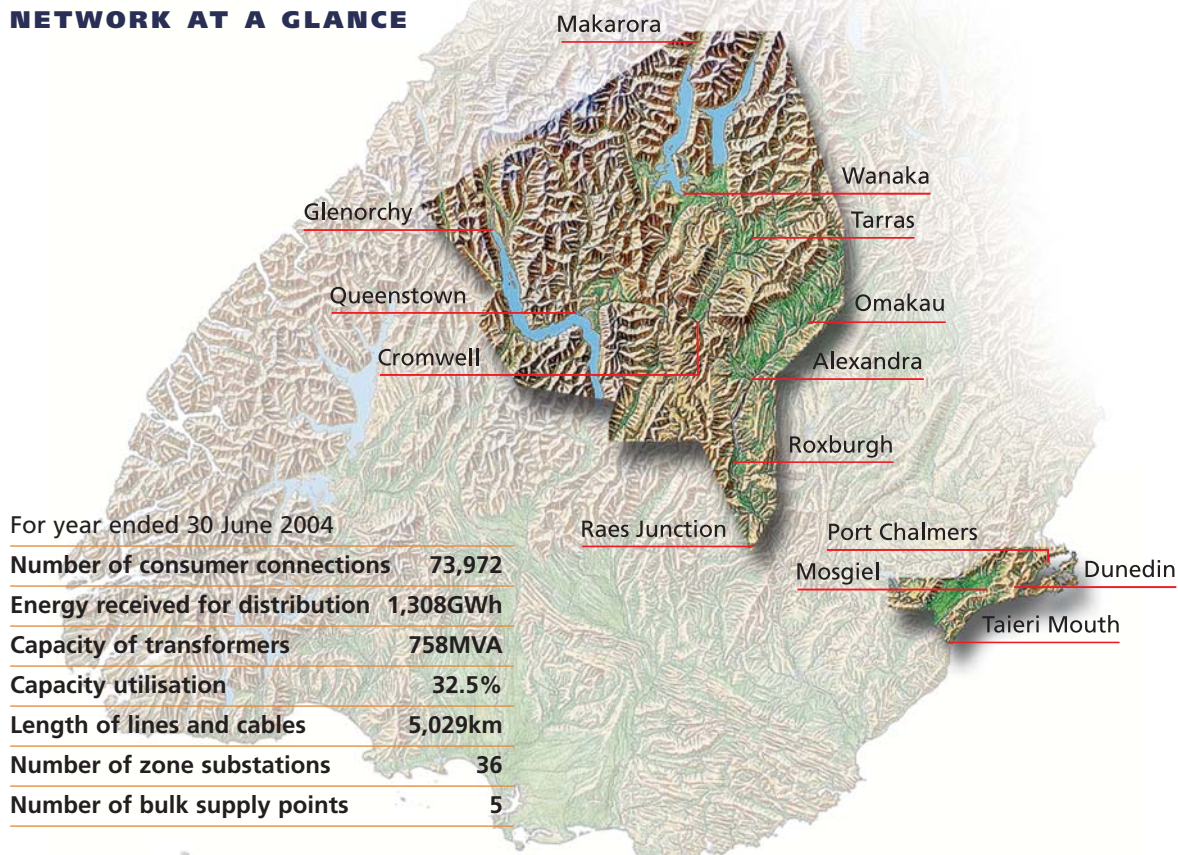 NETWORK AT A GLANCE
Makarora
Wanaka
Glenorchy
Tarras
Queenstown
Omakau
Cromwell
Alexandra
Roxburgh
Raes Junction
Port Chalmers
Mosgiel
Dunedin
Taieri Mouth
For year ended 30 June 2004
Number of consumer connections 73,972
Energy received for distribution 1,308GWh
Capacity of transformers 758MVA
Capacity utilisation 32.5%
Length of lines and cables 5,029km
Number of zone substations 36
Number of bulk supply points 5